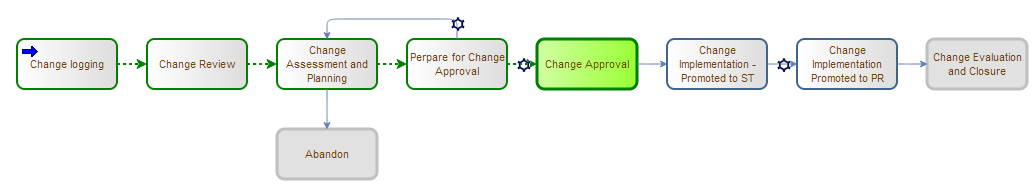 Change logging
Change Review
Change
Assessment and
Planning
Perpare for Change
Approval
Change Approval
Change
Implementation -
Promoted to ST
Change
Implementation
Promoted to PR
Change Evaluation
and Closure
Abandon